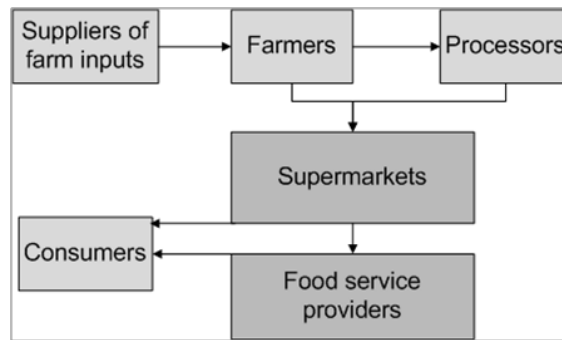 Suppliers of
farm inputs
Farmers
Processors
Supermarkets
Consumers
Food service
providers